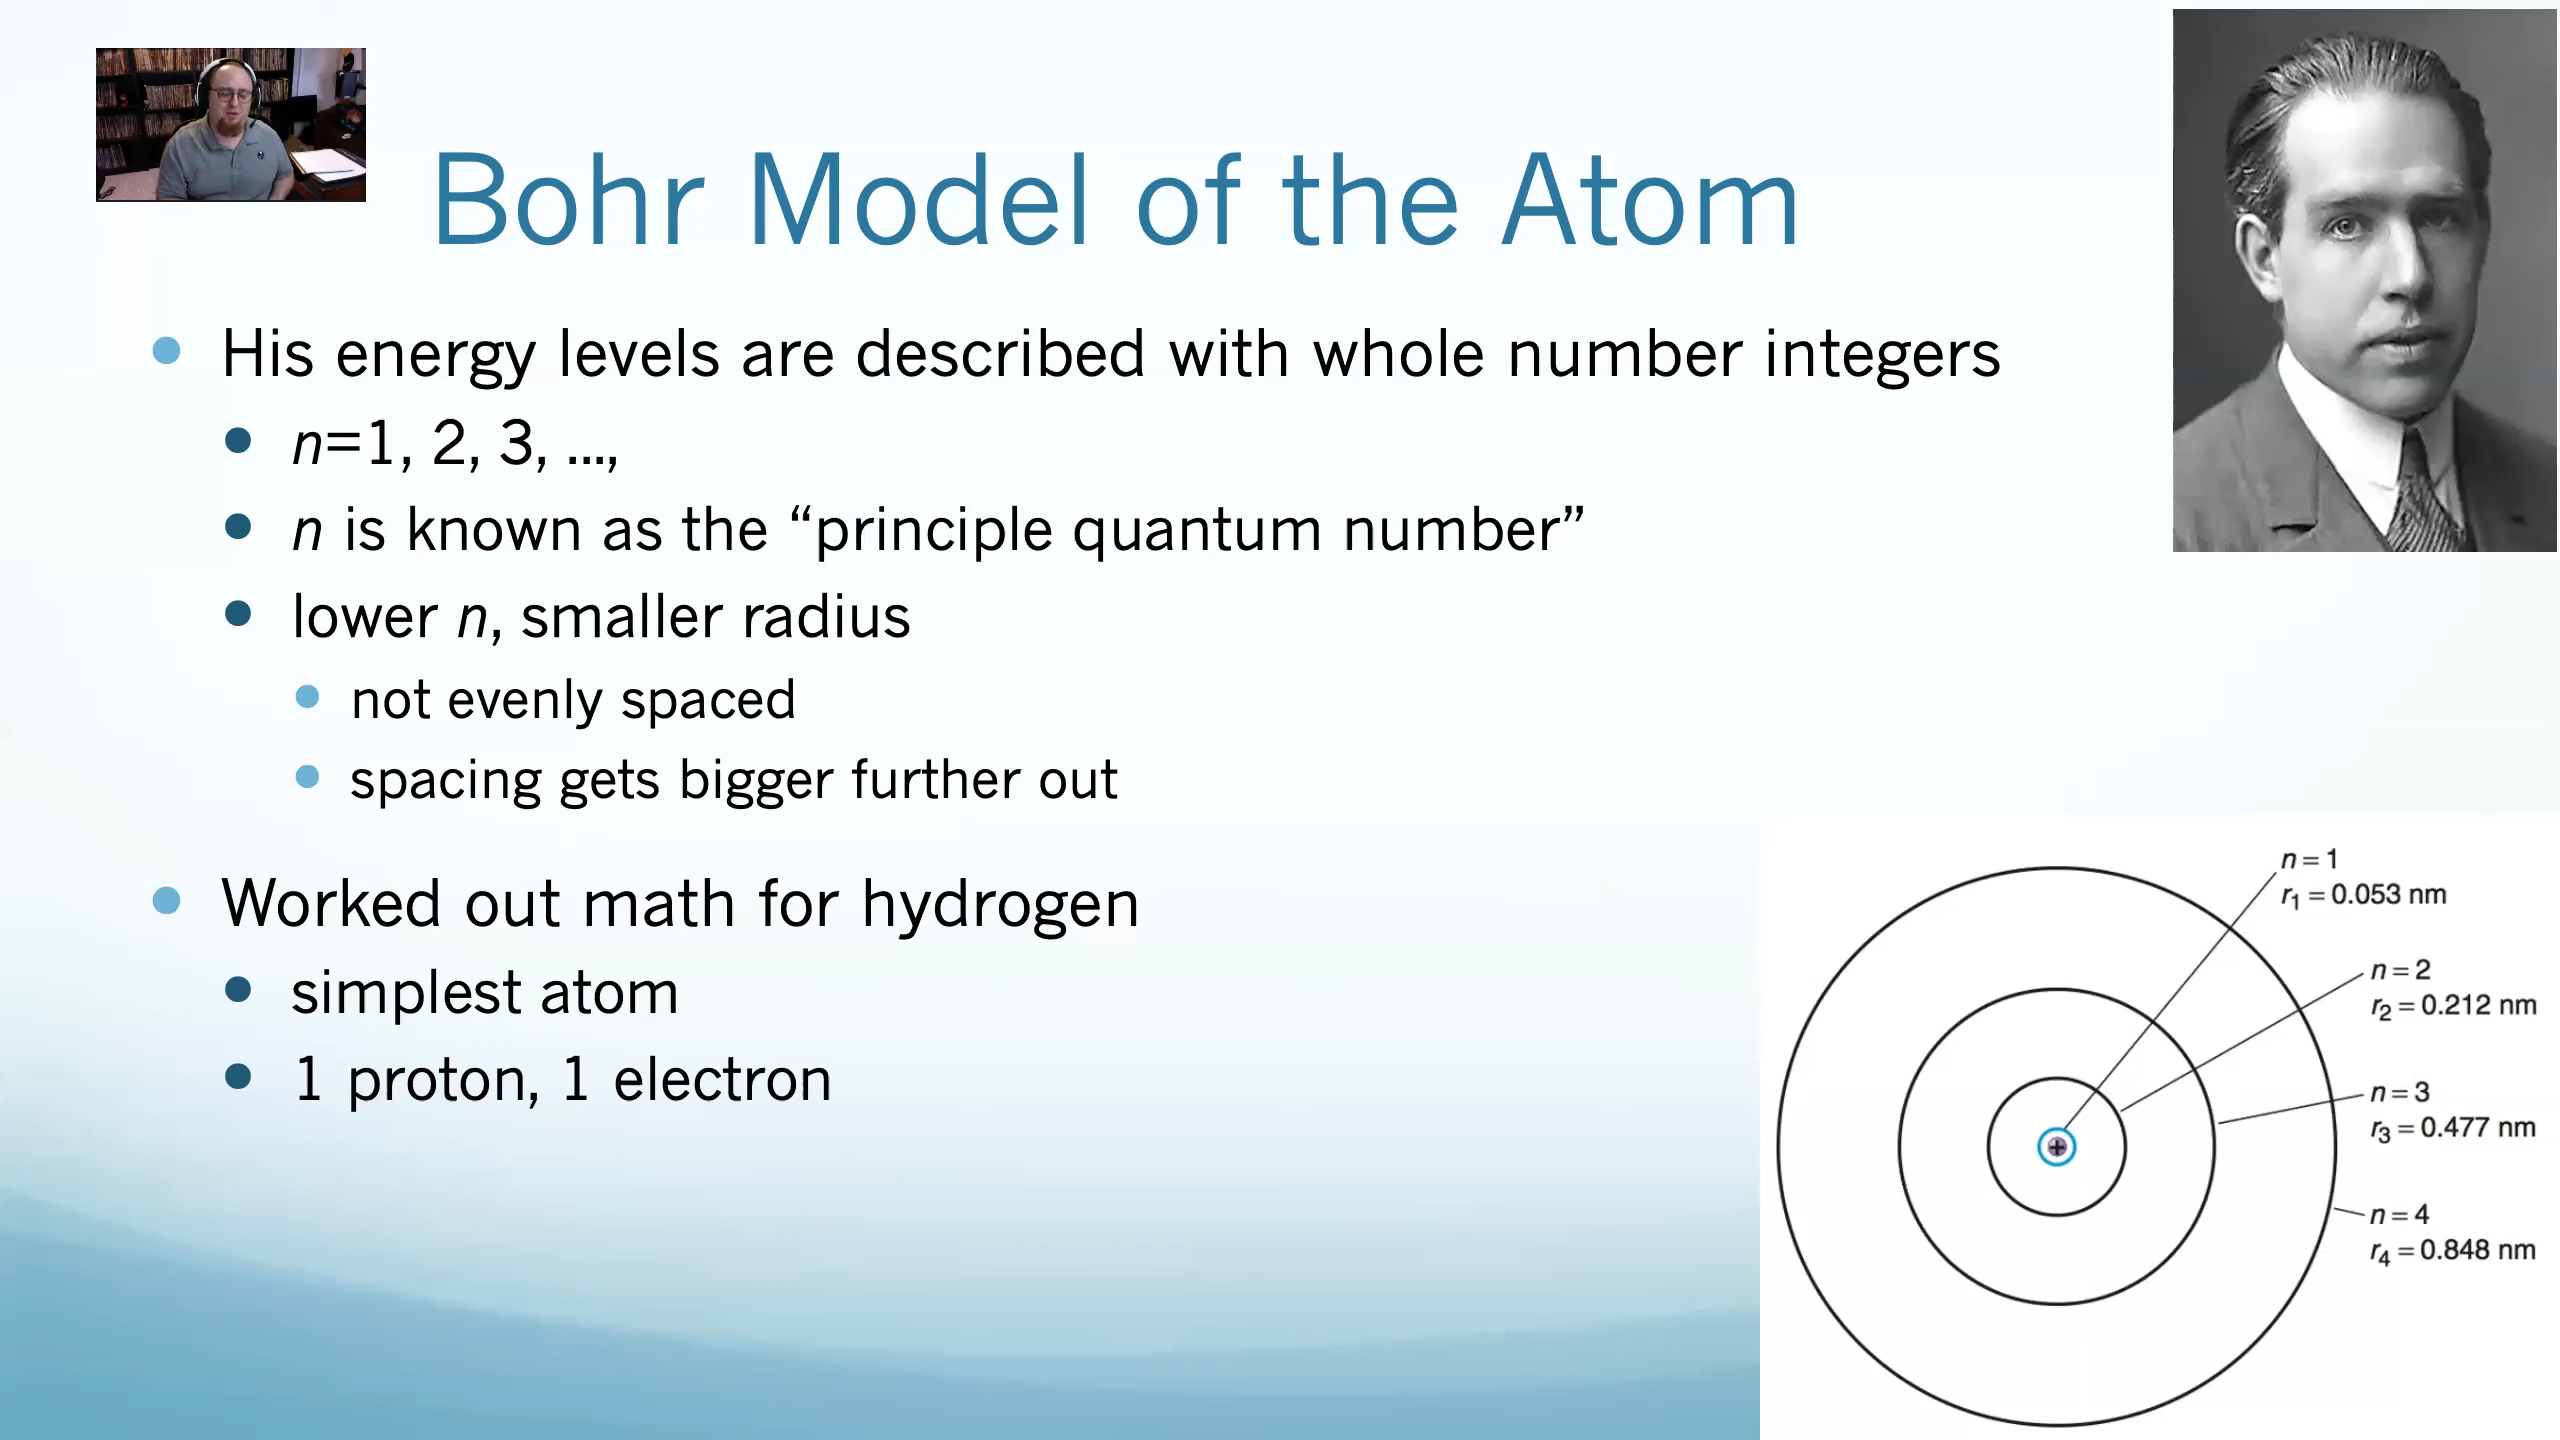 Bohr Model of the Atom
His energy levels are described with whole number integers
n=1, 2, 3, ...,
n is known as the “principle quantum number”
lower n, smaller radius
not evenly spaced
spacing gets bigger further out
Worked out math for hydrogen
simplest atom
1 proton, 1 electron
n = 1
r1 = 0.053 nm
n = 2
r2 = 0.212 nm
n = 3
r3 = 0.477 nm
n = 4
r4 = 0.848 nm
+